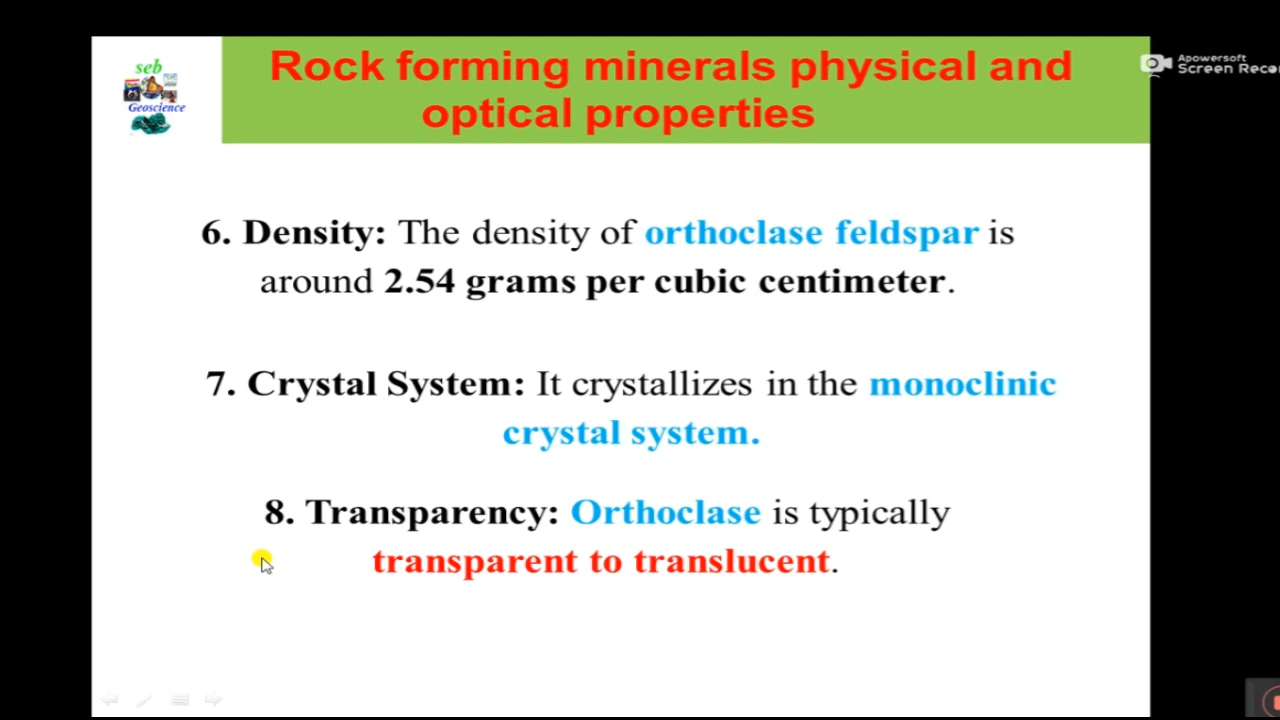 seb
Geoscience
Rock forming minerals physical and
optical properties
Apowersoft
Screen Reco
6. Density: The density of orthoclase feldspar is
around 2.54 grams per cubic centimeter.
7. Crystal System: It crystallizes in the monoclinic
crystal system.
8. Transparency: Orthoclase is typically
transparent to translucent.